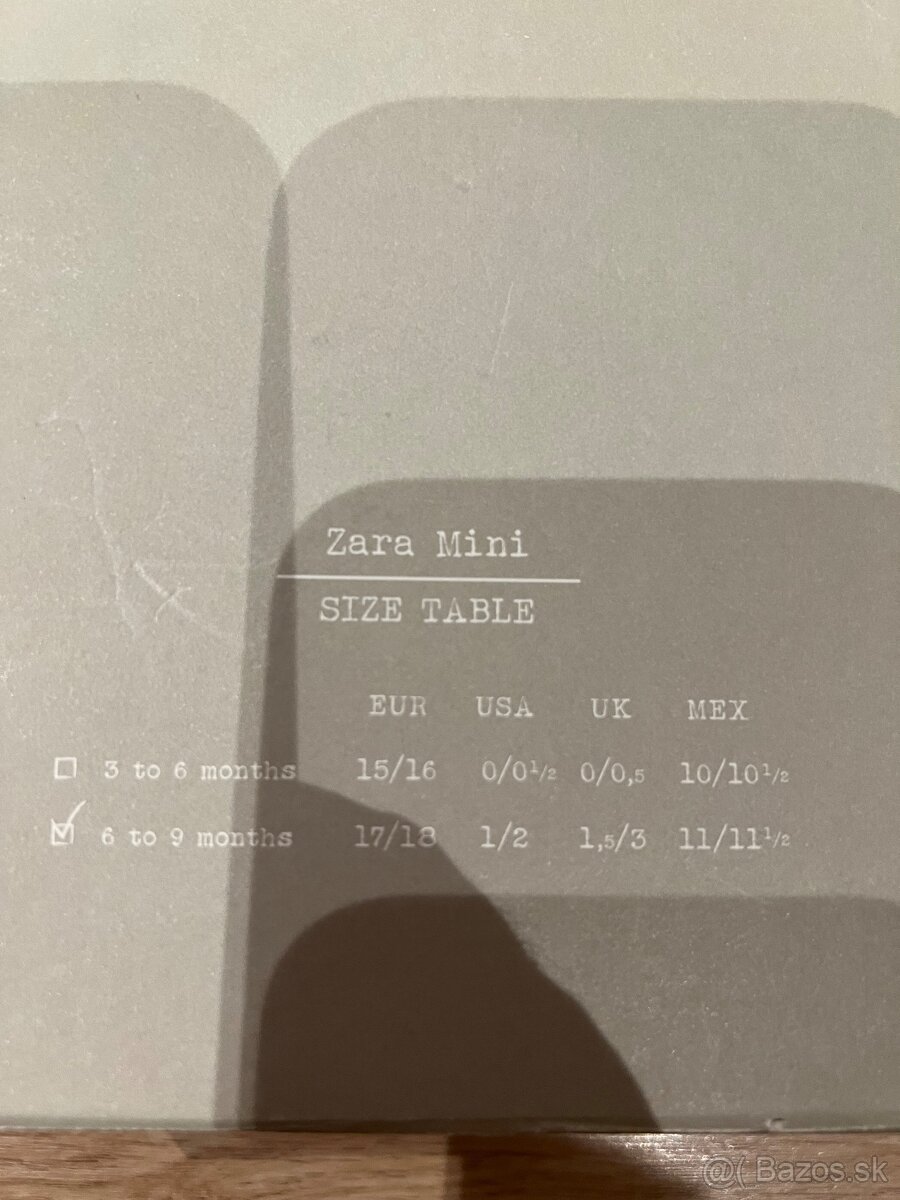 Zara Mini
SIZE TABLE
EUR USA UK MEX
☐ 3 to 6 months 15/16 0/0½ 0/0,5 10/10½
☑ 6 to 9 months 17/18 1/2 1,5/3 11/11½
@( Bazos.sk